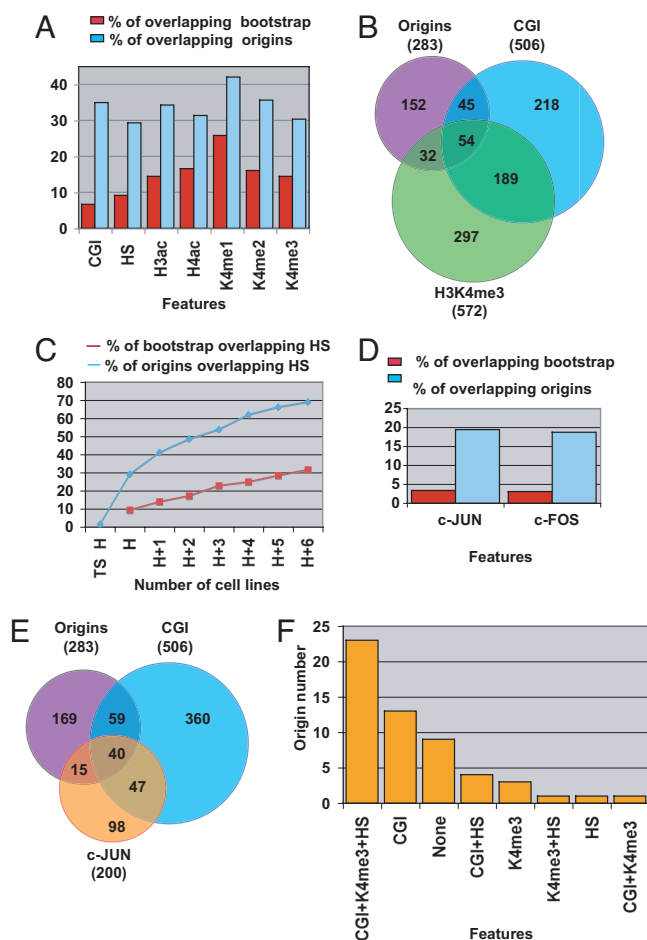 A
% of overlapping bootstrap
% of overlapping origins
40
30
20
10
0
CGI
HS
H3ac
H4ac
K4me1
K4me2
K4me3
Features
B
Origins
(283)
CGI
(506)
152
45
218
54
32
189
297
H3K4me3
(572)
C
% of bootstrap overlapping HS
% of origins overlapping HS
70
60
50
40
30
20
10
0
TS H
H
H+1
H+2
H+3
H+4
H+5
H+6
Number of cell lines
D
% of overlapping bootstrap
% of overlapping origins
25
20
15
10
5
0
c-JUN
c-FOS
Features
E
Origins
(283)
CGI
(506)
169
59
360
40
15
47
98
c-JUN
(200)
F
Origin number
25
20
15
10
5
0
CGI+K4me3+HS
CGI
None
CGI+HS
K4me3
K4me3+HS
HS
CGI+K4me3
Features